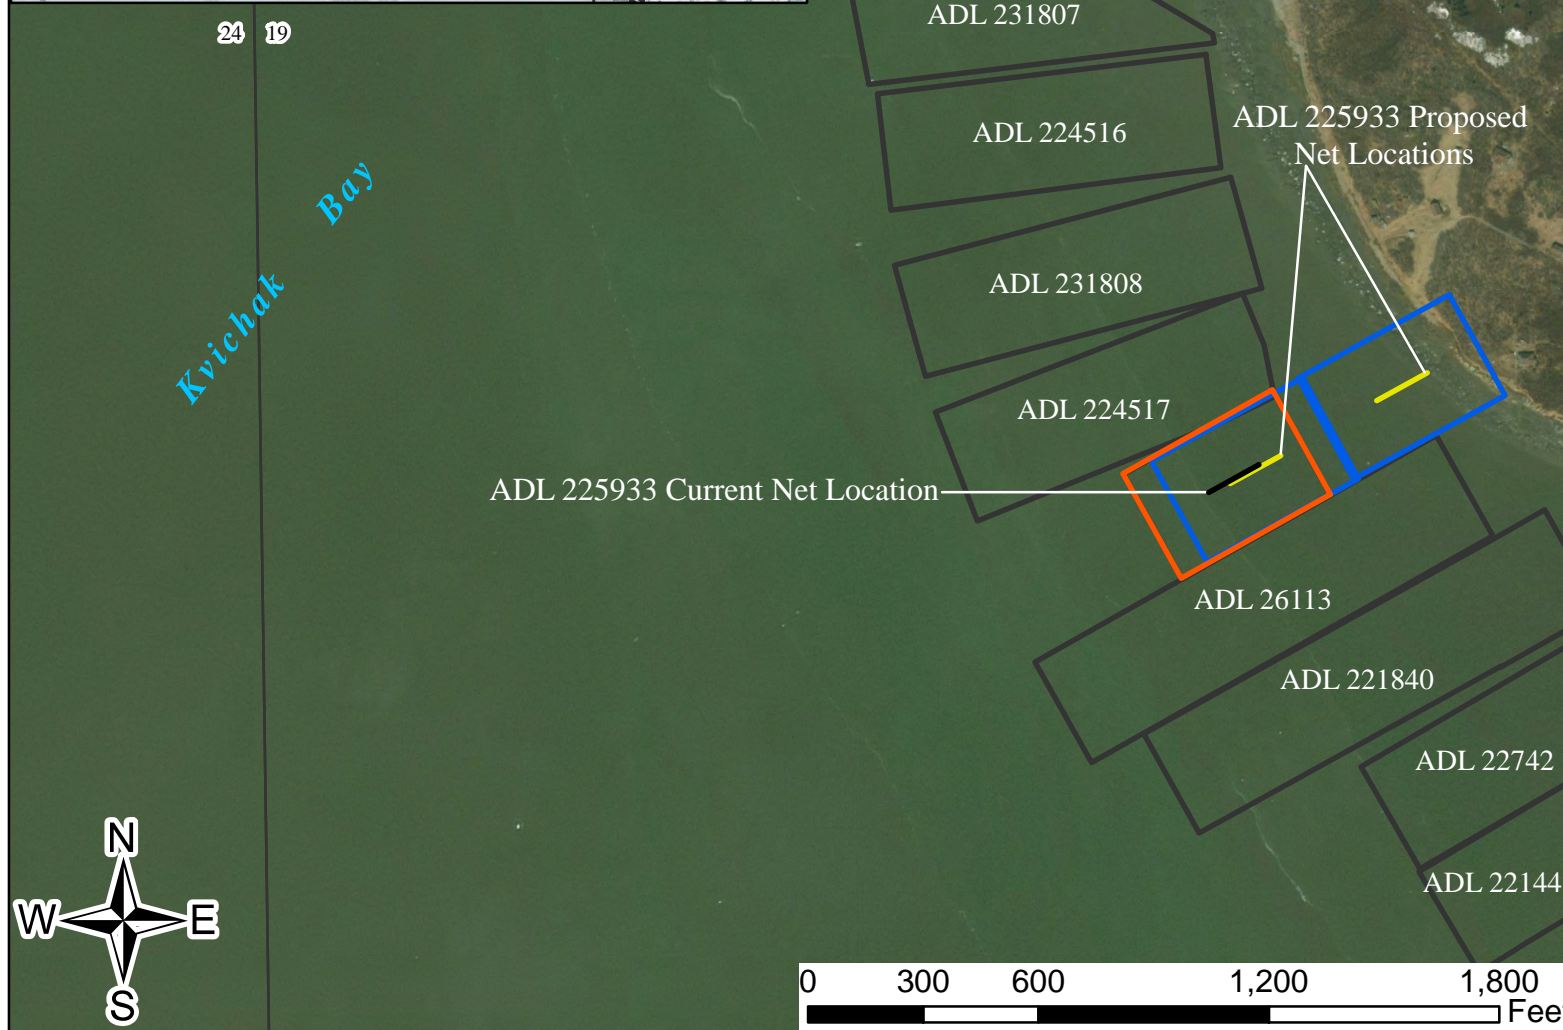 ADL 231807
24 19
ADL 224516
ADL 225933 Proposed
Net Locations
Kvichak Bay
ADL 231808
ADL 224517
ADL 225933 Current Net Location
ADL 26113
ADL 221840
ADL 22742
ADL 22144
N
W E
S
0 300 600 1,200 1,800
Fee